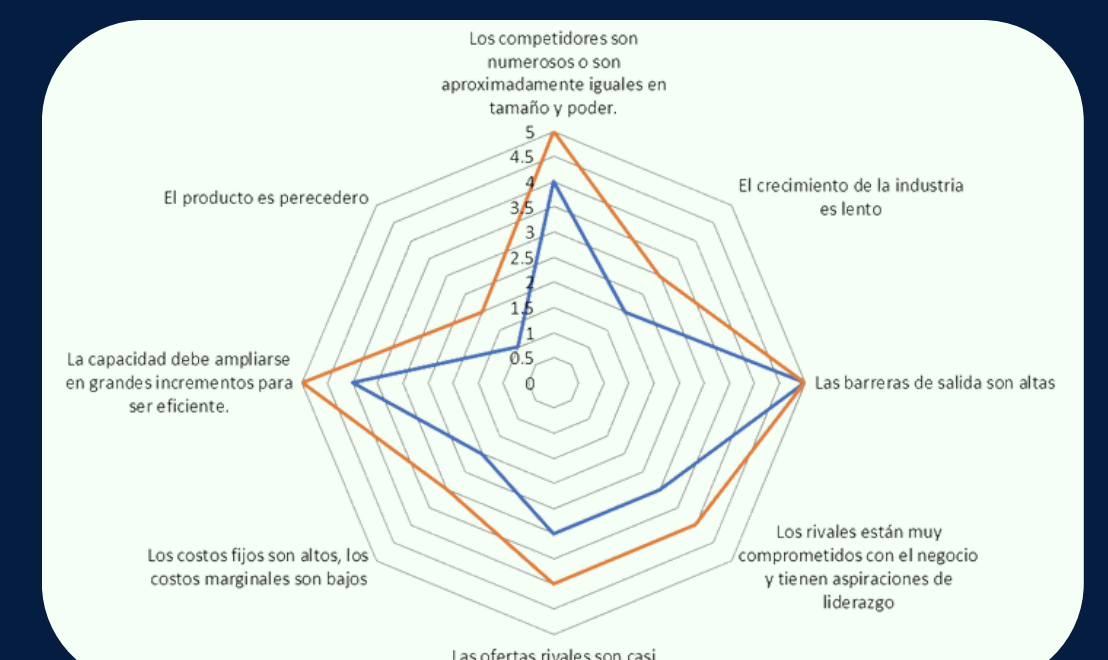 Los competidores son
numerosos o son
aproximadamente iguales en
tamaño y poder.
5
4.5
4
3.5
3
2.5
2
1.5
1
0.5
0
El crecimiento de la industria
es lento
Las barreras de salida son altas
Los rivales están muy
comprometidos con el negocio
y tienen aspiraciones de
liderazgo
Las ofertas rivales son casi
Los costos fijos son altos, los
costos marginales son bajos
La capacidad debe ampliarse
en grandes incrementos para
ser eficiente.
El producto es perecedero